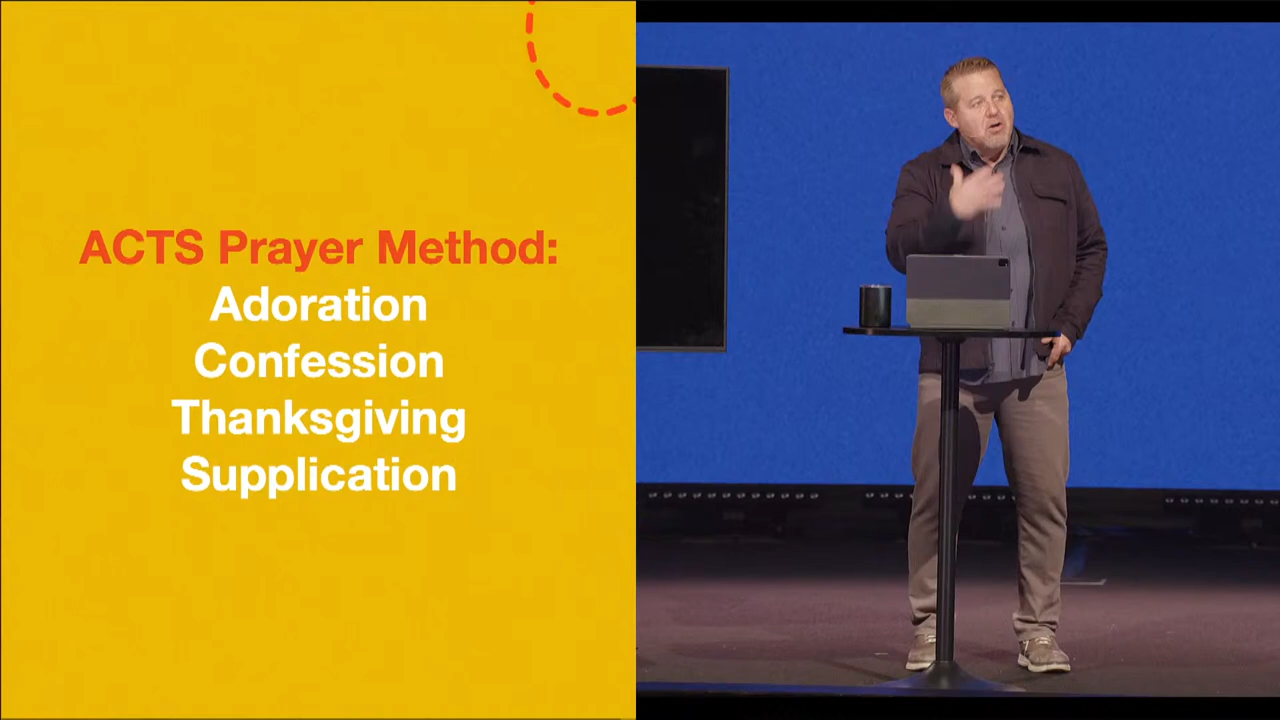 ACTS Prayer Method:
Adoration
Confession
Thanksgiving
Supplication